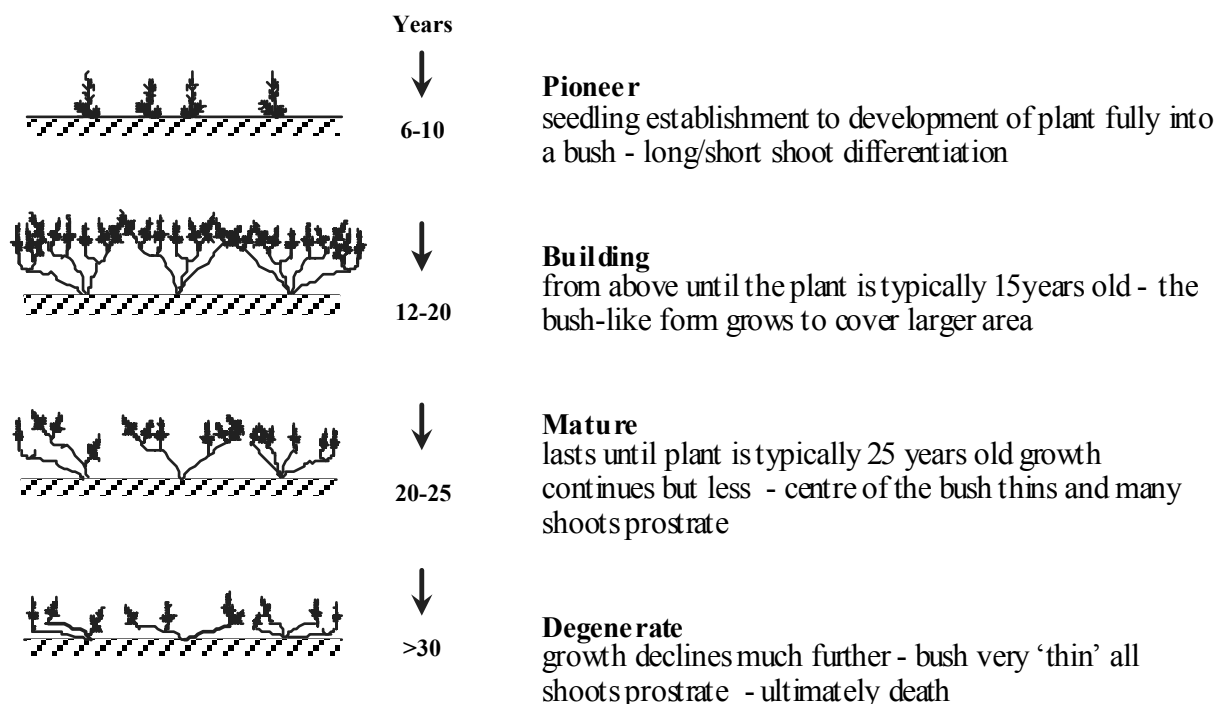 Years
Pioneer
seedling establishment to development of plant fully into
6-10
a bush - long/short shoot differentiation
Building
from above until the plant is typically 15years old - the
12-20
bush-like form grows to cover larger area
Mature
lasts until plant is typically 25 years old growth
20-25
continues but less - centre of the bush thins and many
shoots prostrate
Degenerate
>30
growth declines much further - bush very ‘thin’ all
shoots prostrate - ultimately death